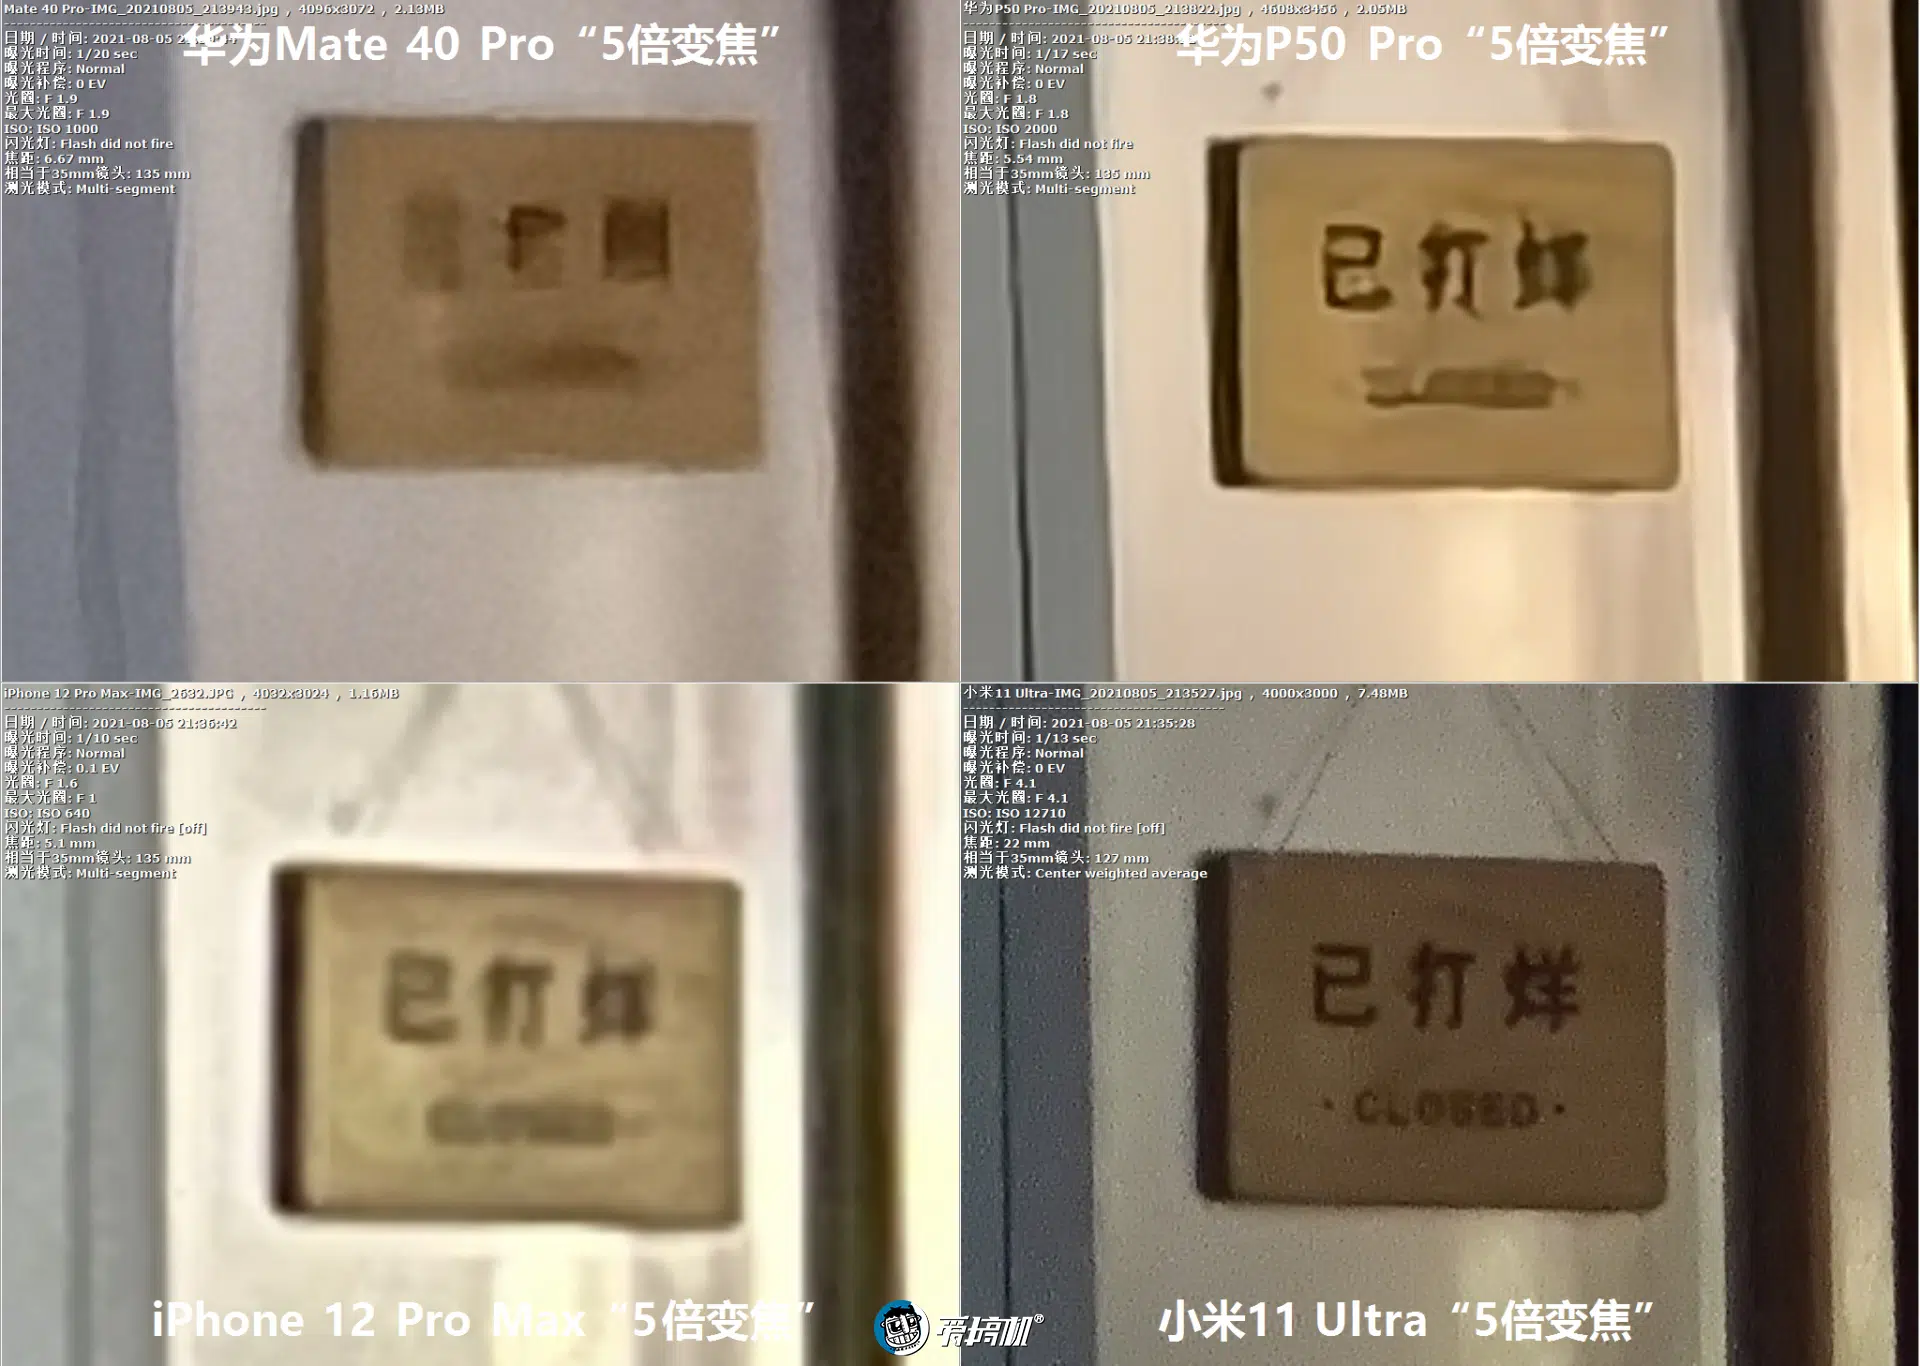 Mate 40 Pro-IMG_20210805_213943.jpg , 4096x3072 , 2.13MB
日期 / 时间: 2021-08-05
曝光时间: 1/20 sec
曝光程序: Normal
曝光补偿: 0 EV
光圈: F 1.9
最大光圈: F 1.9
ISO: ISO 1000
闪光灯: Flash did not fire
焦距: 6.67 mm
相当于35mm镜头: 135 mm
测光模式: Multi-segment
华为Mate 40 Pro “5倍变焦”
华为P50 Pro-IMG_20210805_213822.jpg , 4608x3456 , 2.05MB
日期 / 时间: 2021-08-05 21:38:
曝光时间: 1/17 sec
曝光程序: Normal
曝光补偿: 0 EV
光圈: F 1.8
最大光圈: F 1.8
ISO: ISO 2000
闪光灯: Flash did not fire
焦距: 5.54 mm
相当于35mm镜头: 135 mm
测光模式: Multi-segment
华为P50 Pro “5倍变焦”
已打烊
iPhone 12 Pro Max-IMG_2632.JPG , 4032x3024 , 1.16MB
日期 / 时间: 2021-08-05 21:36:42
曝光时间: 1/10 sec
曝光程序: Normal
曝光补偿: 0.1 EV
光圈: F 1.6
最大光圈: F 1
ISO: ISO 640
闪光灯: Flash did not fire [off]
焦距: 5.1 mm
相当于35mm镜头: 135 mm
测光模式: Multi-segment
已打烊
CLOSED
iPhone 12 Pro Max “5倍变焦”
小米11 Ultra-IMG_20210805_213527.jpg , 4000x3000 , 7.48MB
日期 / 时间: 2021-08-05 21:35:28
曝光时间: 1/13 sec
曝光程序: Normal
曝光补偿: 0 EV
光圈: F 4.1
最大光圈: F 4.1
ISO: ISO 12710
闪光灯: Flash did not fire [off]
焦距: 22 mm
相当于35mm镜头: 127 mm
测光模式: Center weighted average
已打烊
·CLOSED·
小米11 Ultra “5倍变焦”
爱搞机®